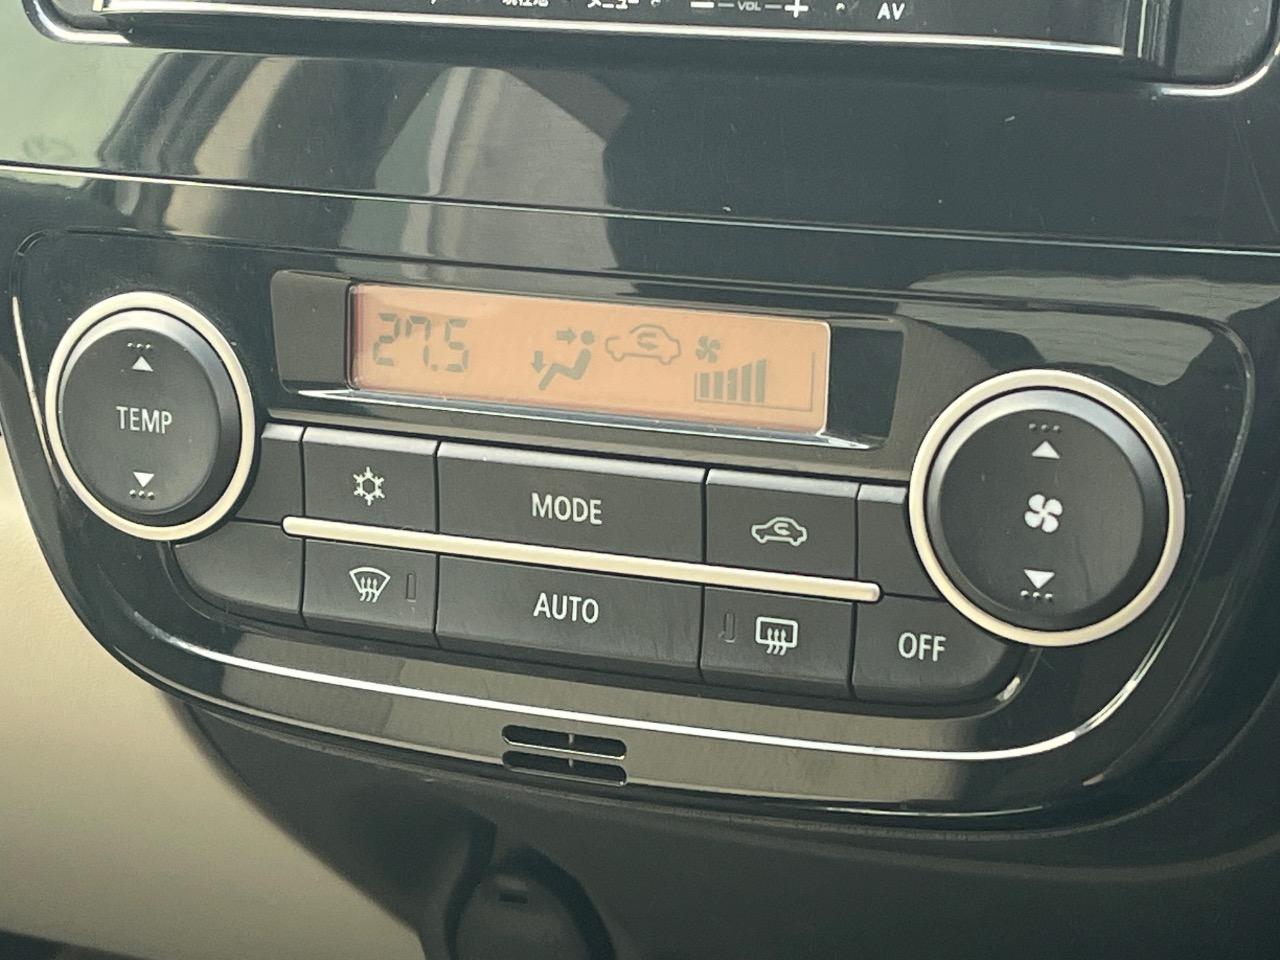 メニュー
VOL
AV
27.5
TEMP
MODE
AUTO
OFF